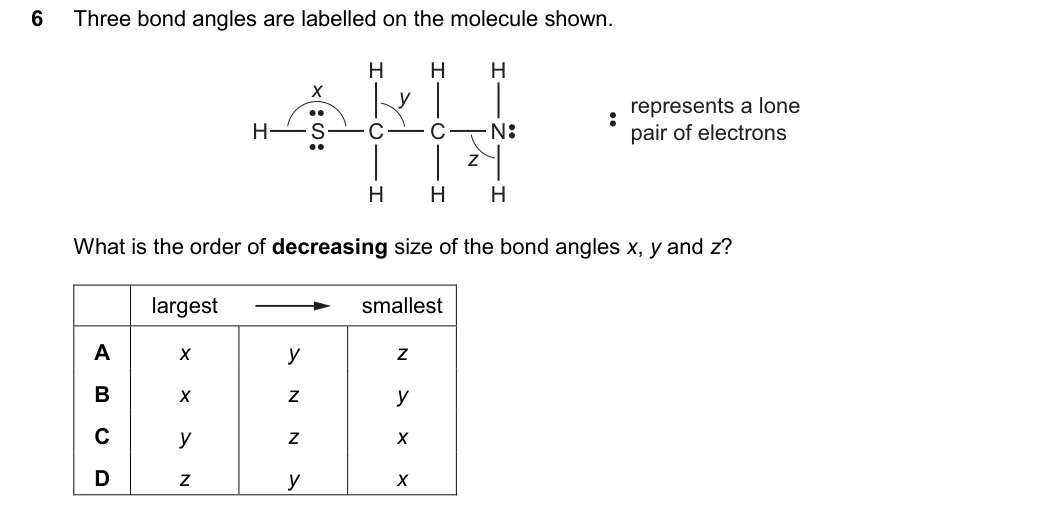 6 Three bond angles are labelled on the molecule shown.
H H H
x
y
H S C C N:
z
H H H
: represents a lone
pair of electrons
What is the order of decreasing size of the bond angles x, y and z?
largest smallest
A x y z
B x z y
C y z x
D z y x